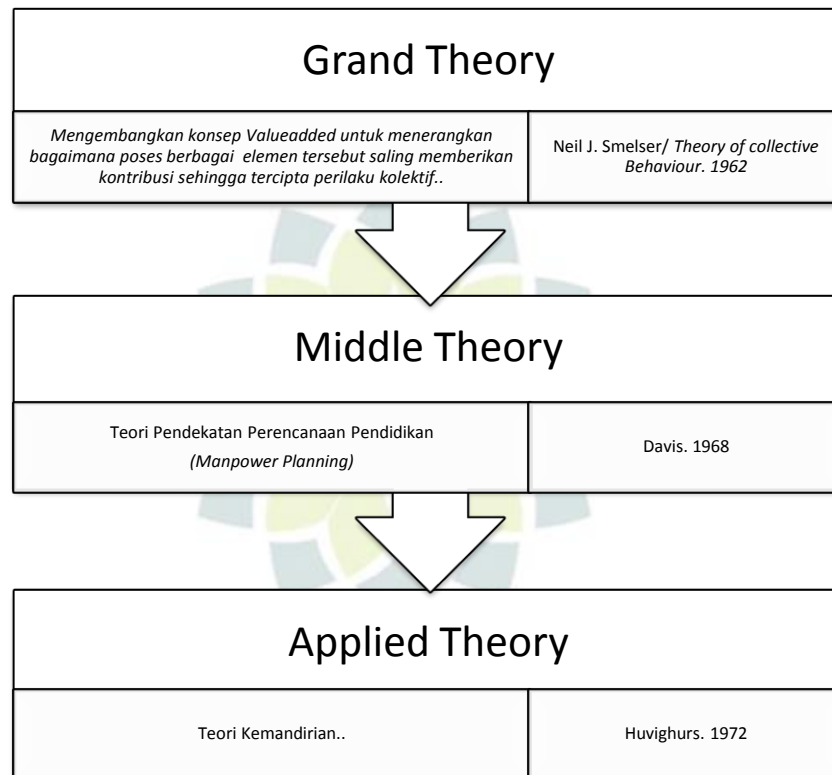 Grand Theory
Mengembangkan konsep Valueadded untuk menerangkan
bagaimana poses berbagai elemen tersebut saling memberikan
kontribusi sehingga tercipta perilaku kolektif..
Neil J. Smelser/ Theory of collective
Behaviour. 1962
Middle Theory
Teori Pendekatan Perencanaan Pendidikan
(Manpower Planning)
Davis. 1968
Applied Theory
Teori Kemandirian..
Huvighurs. 1972